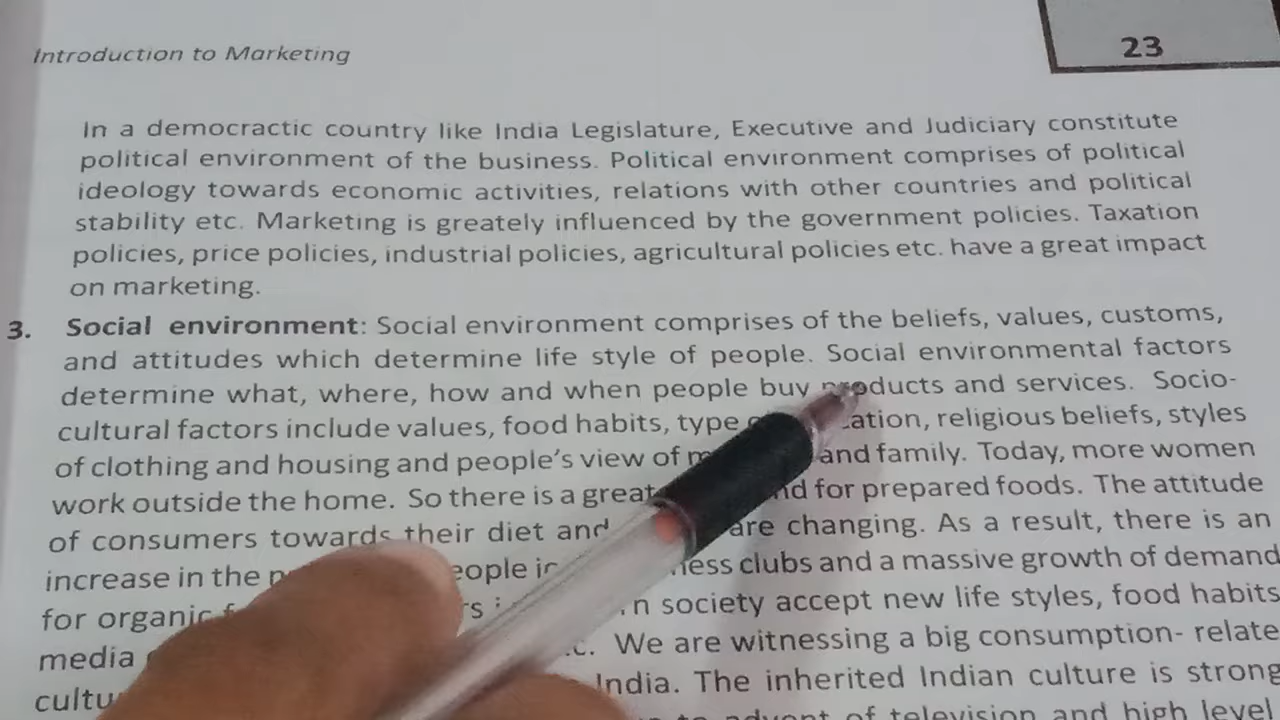 Introduction to Marketing
23
In a democractic country like India Legislature, Executive and Judiciary constitute
political environment of the business. Political environment comprises of political
ideology towards economic activities, relations with other countries and political
stability etc. Marketing is greately influenced by the government policies. Taxation
policies, price policies, industrial policies, agricultural policies etc. have a great impact
on marketing.
3. Social environment: Social environment comprises of the beliefs, values, customs,
and attitudes which determine life style of people. Social environmental factors
determine what, where, how and when people buy products and services. Socio-
cultural factors include values, food habits, type religious beliefs, styles
of clothing and housing and people's view of and family. Today, more women
work outside the home. So there is a great for prepared foods. The attitude
of consumers towards their diet and are changing. As a result, there is an
increase in the clubs and a massive growth of demand
for organic society accept new life styles, food habits
media We are witnessing a big consumption- relate
India. The inherited Indian culture is strong
advent of television and high level